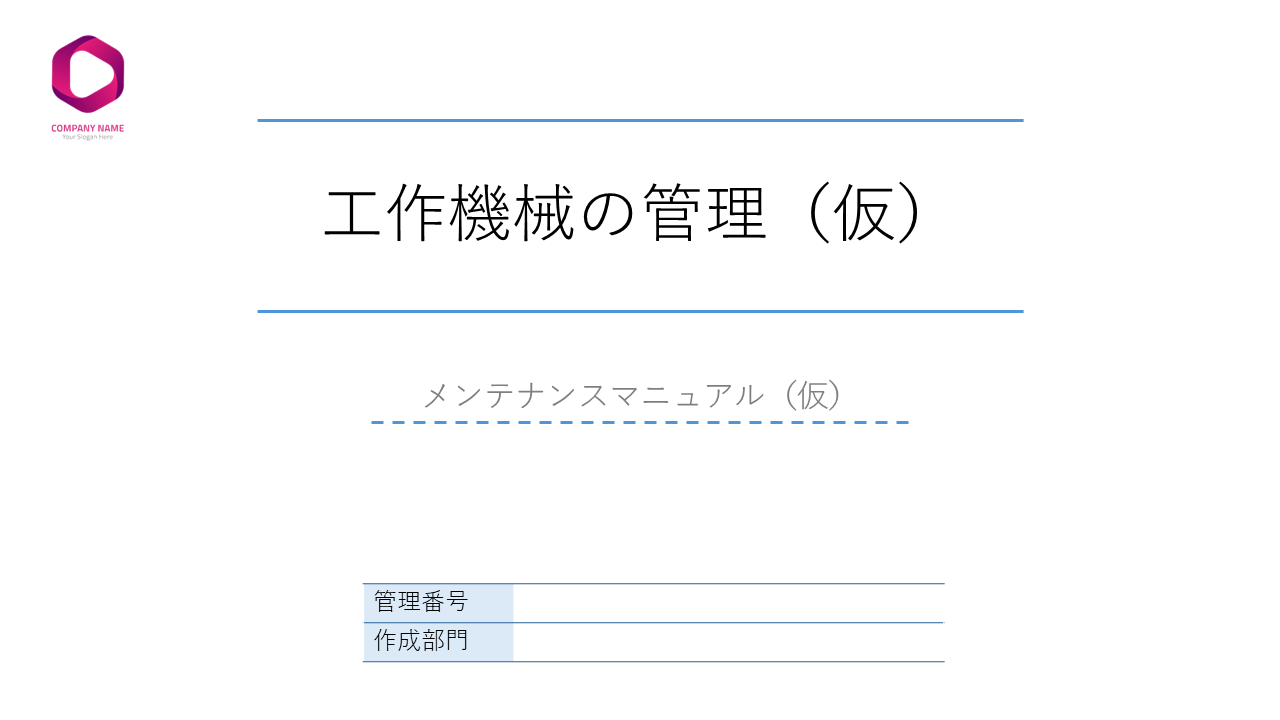 COMPANY NAME
Your Slogan Here
工作機械の管理（仮）
メンテナンスマニュアル（仮）
管理番号
作成部門